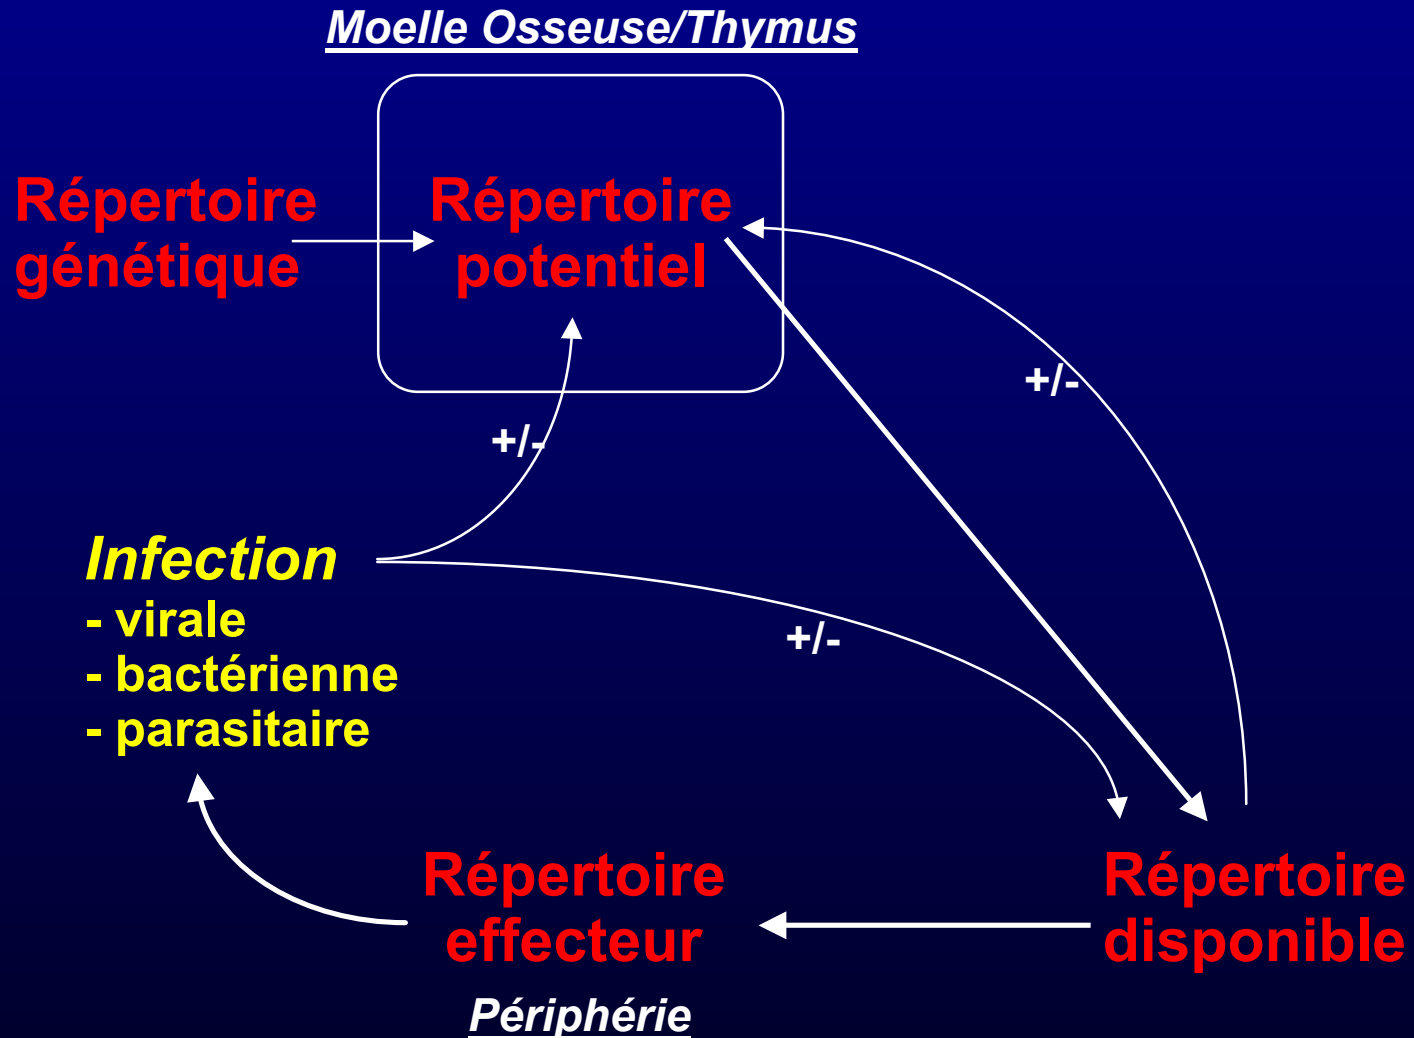 Moelle Osseuse/Thymus
Répertoire
génétique
Répertoire
potentiel
+/-
+/-
Infection
- virale
- bactérienne
- parasitaire
+/-
Répertoire
effecteur
Répertoire
disponible
Périphérie